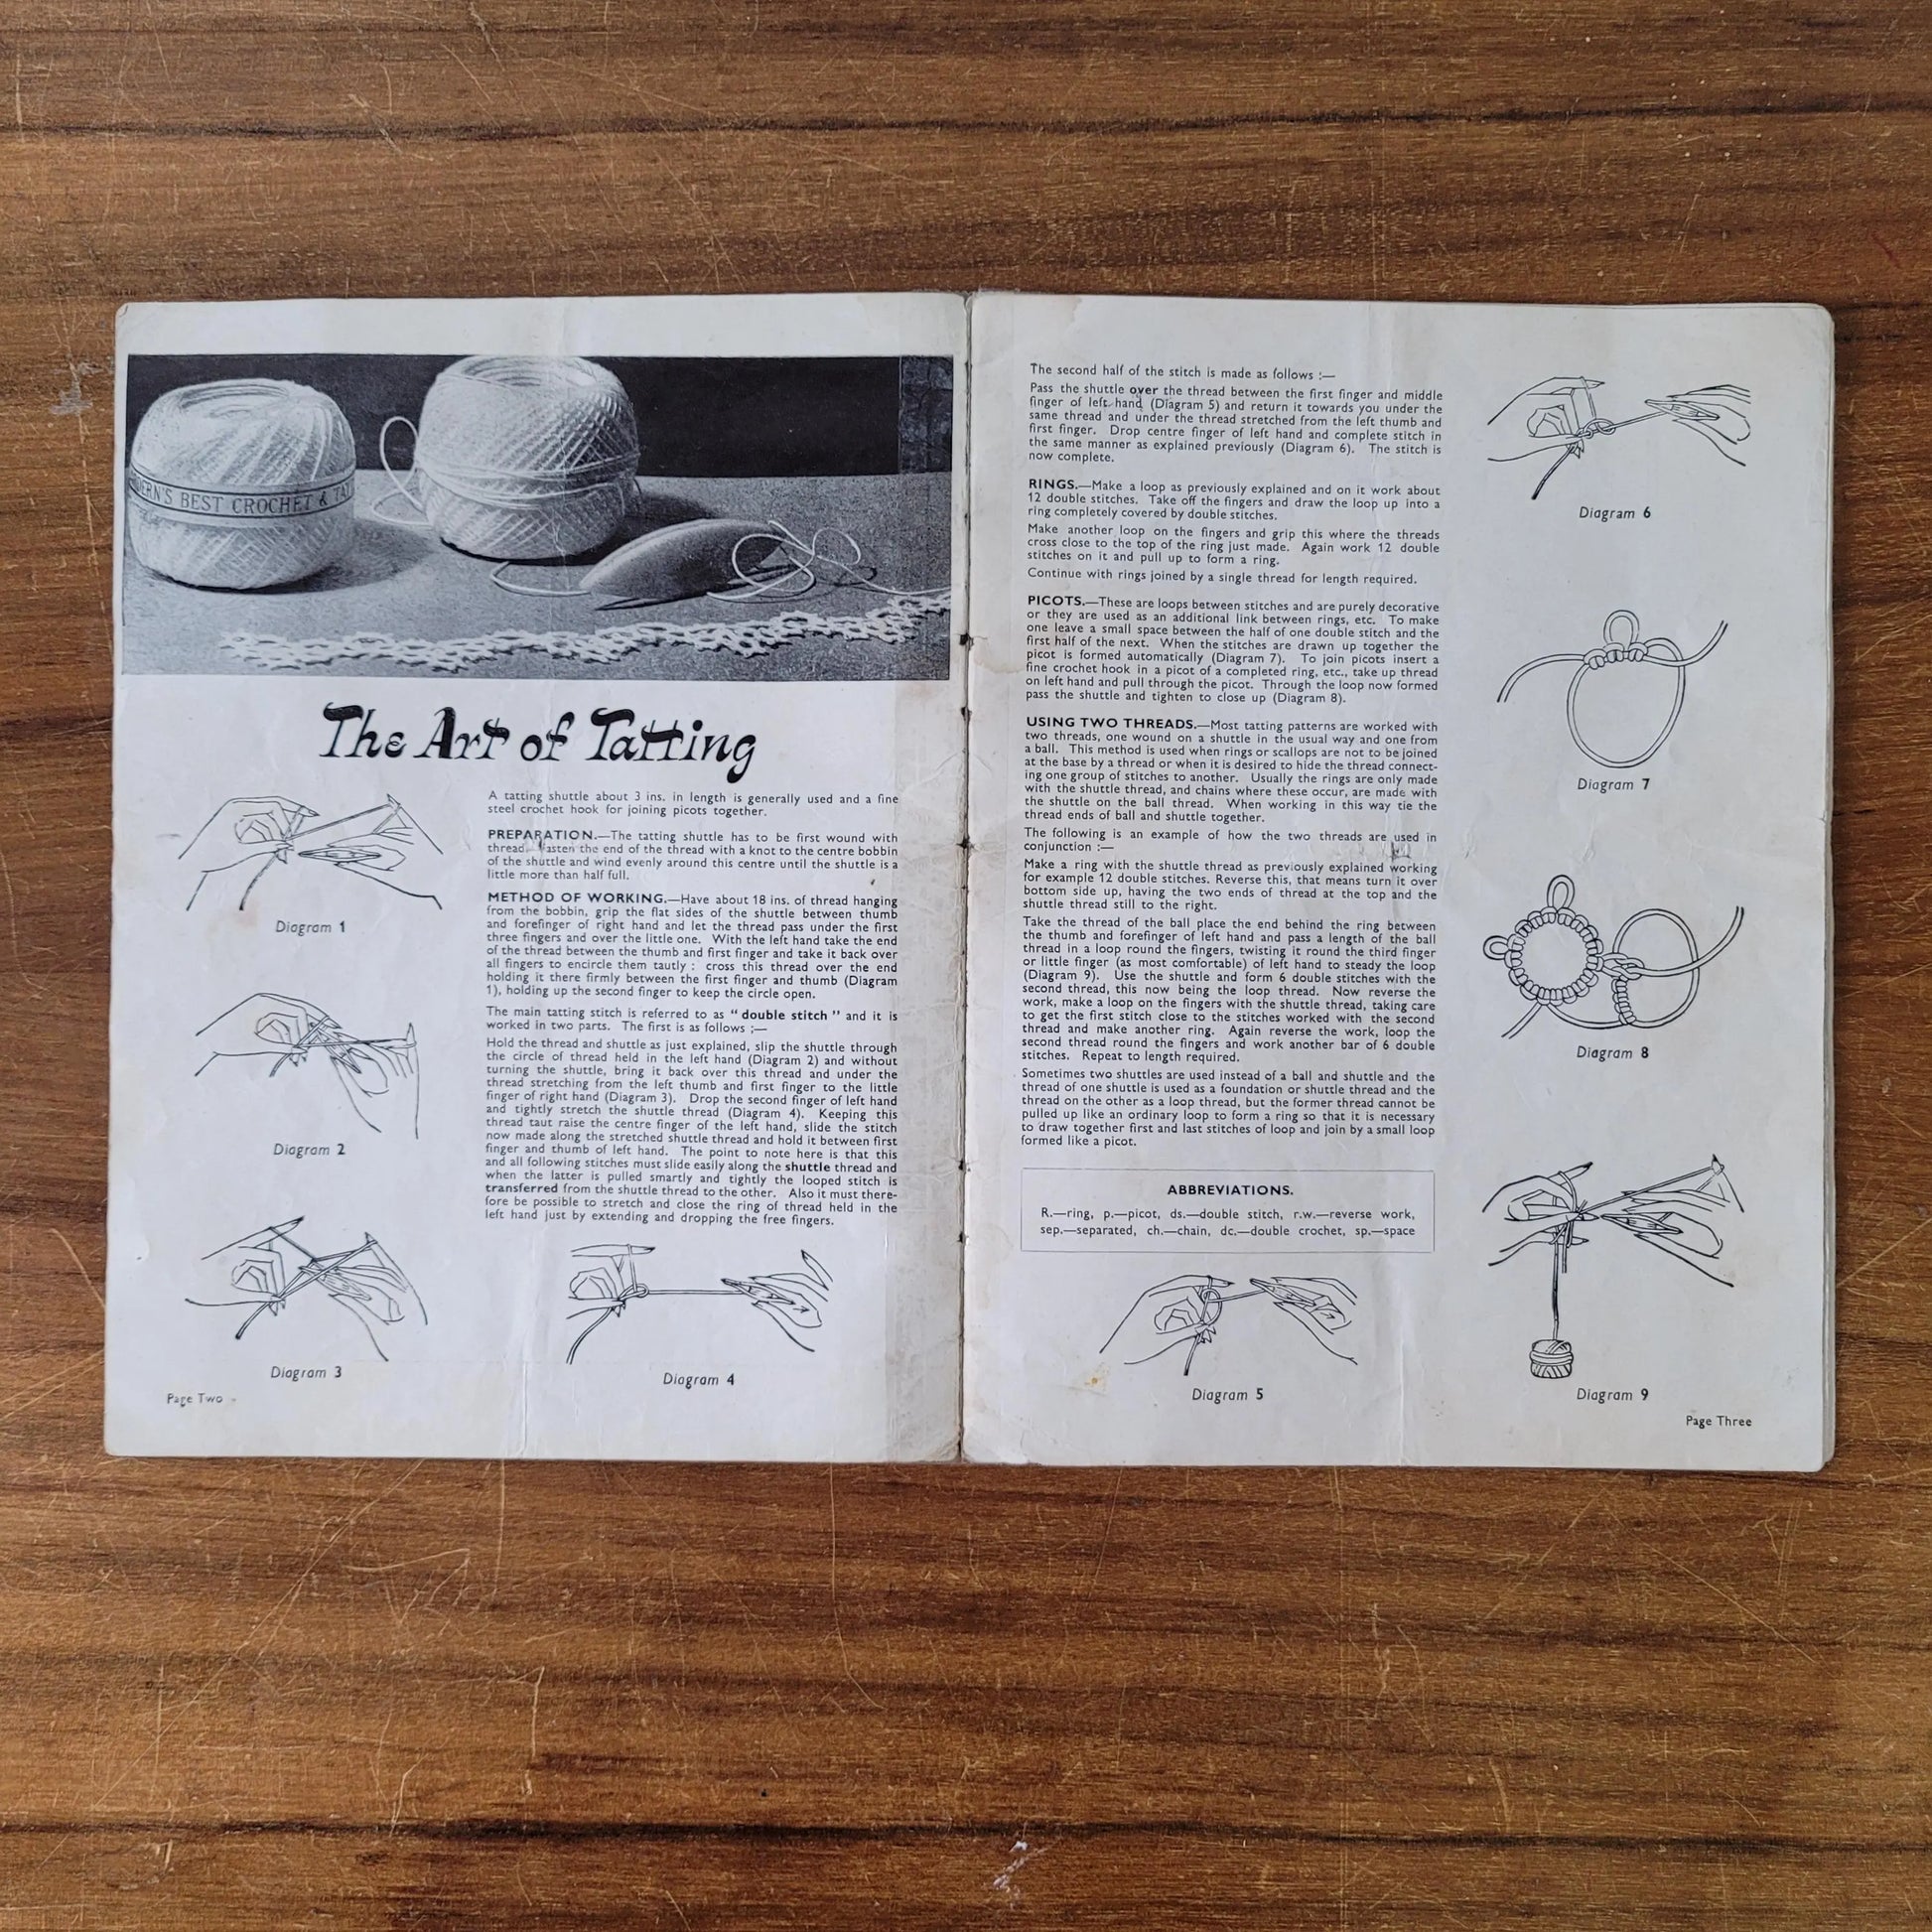 DERN'S BEST CROCHET & TAT
The Art of Tatting
A tatting shuttle about 3 ins. in length is generally used and a fine
steel crochet hook for joining picots together.
PREPARATION.—The tatting shuttle has to be first wound with
thread. Fasten the end of the thread with a knot to the centre bobbin
of the shuttle and wind evenly around this centre until the shuttle is a
little more than half full.
METHOD OF WORKING.—Have about 18 ins. of thread hanging
from the bobbin, grip the flat sides of the shuttle between thumb
and forefinger of right hand and let the thread pass under the first
three fingers and over the little one. With the left hand take the end
of the thread between the thumb and first finger and take it back over
all fingers to encircle them tautly : cross this thread over the end
holding it there firmly between the first finger and thumb (Diagram
1), holding up the second finger to keep the circle open.
The main tatting stitch is referred to as " double stitch " and it is
worked in two parts. The first is as follows ;—
Hold the thread and shuttle as just explained, slip the shuttle through
the circle of thread held in the left hand (Diagram 2) and without
turning the shuttle, bring it back over this thread and under the
thread stretching from the left thumb and first finger to the little
finger of right hand (Diagram 3). Drop the second finger of left hand
and tightly stretch the shuttle thread (Diagram 4). Keeping this
thread taut raise the centre finger of the left hand, slide the stitch
now made along the stretched shuttle thread and hold it between first
finger and thumb of left hand. The point to note here is that this
and all following stitches must slide easily along the shuttle thread and
when the latter is pulled smartly and tightly the looped stitch is
transferred from the shuttle thread to the other. Also it must there-
fore be possible to stretch and close the ring of thread held in the
left hand just by extending and dropping the free fingers.
Diagram 1
Diagram 2
Diagram 3
Diagram 4
Page Two
The second half of the stitch is made as follows :—
Pass the shuttle over the thread between the first finger and middle
finger of left hand (Diagram 5) and return it towards you under the
same thread and under the thread stretched from the left thumb and
first finger. Drop centre finger of left hand and complete stitch in
the same manner as explained previously (Diagram 6). The stitch is
now complete.
RINGS.—Make a loop as previously explained and on it work about
12 double stitches. Take off the fingers and draw the loop up into a
ring completely covered by double stitches.
Make another loop on the fingers and grip this where the threads
cross close to the top of the ring just made. Again work 12 double
stitches on it and pull up to form a ring.
Continue with rings joined by a single thread for length required.
PICOTS.—These are loops between stitches and are purely decorative
or they are used as an additional link between rings, etc. To make
one leave a small space between the half of one double stitch and the
first half of the next. When the stitches are drawn up together the
picot is formed automatically (Diagram 7). To join picots insert a
fine crochet hook in a picot of a completed ring, etc., take up thread
on left hand and pull through the picot. Through the loop now formed
pass the shuttle and tighten to close up (Diagram 8).
USING TWO THREADS.—Most tatting patterns are worked with
two threads, one wound on a shuttle in the usual way and one from
a ball. This method is used when rings or scallops are not to be joined
at the base by a thread or when it is desired to hide the thread connect-
ing one group of stitches to another. Usually the rings are only made
with the shuttle thread, and chains where these occur, are made with
the shuttle on the ball thread. When working in this way tie the
thread ends of ball and shuttle together.
The following is an example of how the two threads are used in
conjunction :—
Make a ring with the shuttle thread as previously explained working
for example 12 double stitches. Reverse this, that means turn it over
bottom side up, having the two ends of thread at the top and the
shuttle thread still to the right.
Take the thread of the ball place the end behind the ring between
the thumb and forefinger of left hand and pass a length of the ball
thread in a loop round the fingers, twisting it round the third finger
or little finger (as most comfortable) of left hand to steady the loop
(Diagram 9). Use the shuttle and form 6 double stitches with the
second thread, this now being the loop thread. Now reverse the
work, make a loop on the fingers with the shuttle thread, taking care
to get the first stitch close to the stitches worked with the second
thread and make another ring. Again reverse the work, loop the
second thread round the fingers and work another bar of 6 double
stitches. Repeat to length required.
Sometimes two shuttles are used instead of a ball and shuttle and the
thread of one shuttle is used as a foundation or shuttle thread and the
thread on the other as a loop thread, but the former thread cannot be
pulled up like an ordinary loop to form a ring so that it is necessary
to draw together first and last stitches of loop and join by a small loop
formed like a picot.
ABBREVIATIONS.
R.—ring, p.—picot, ds.—double stitch, r.w.—reverse work,
sep.—separated, ch.—chain, dc.—double crochet, sp.—space
Diagram 5
Diagram 6
Diagram 7
Diagram 8
Diagram 9
Page Three